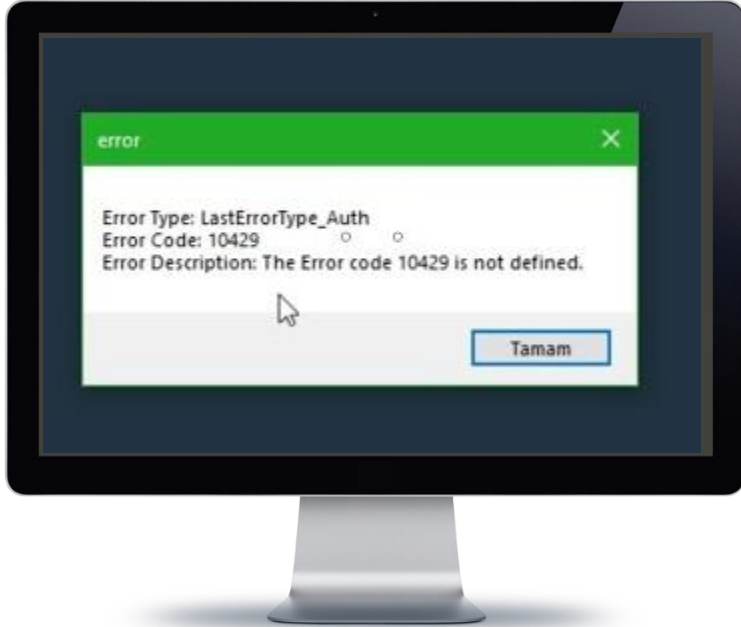 error
Error Type: LastErrorType_Auth
Error Code: 10429
Error Description: The Error code 10429 is not defined.
Tamam